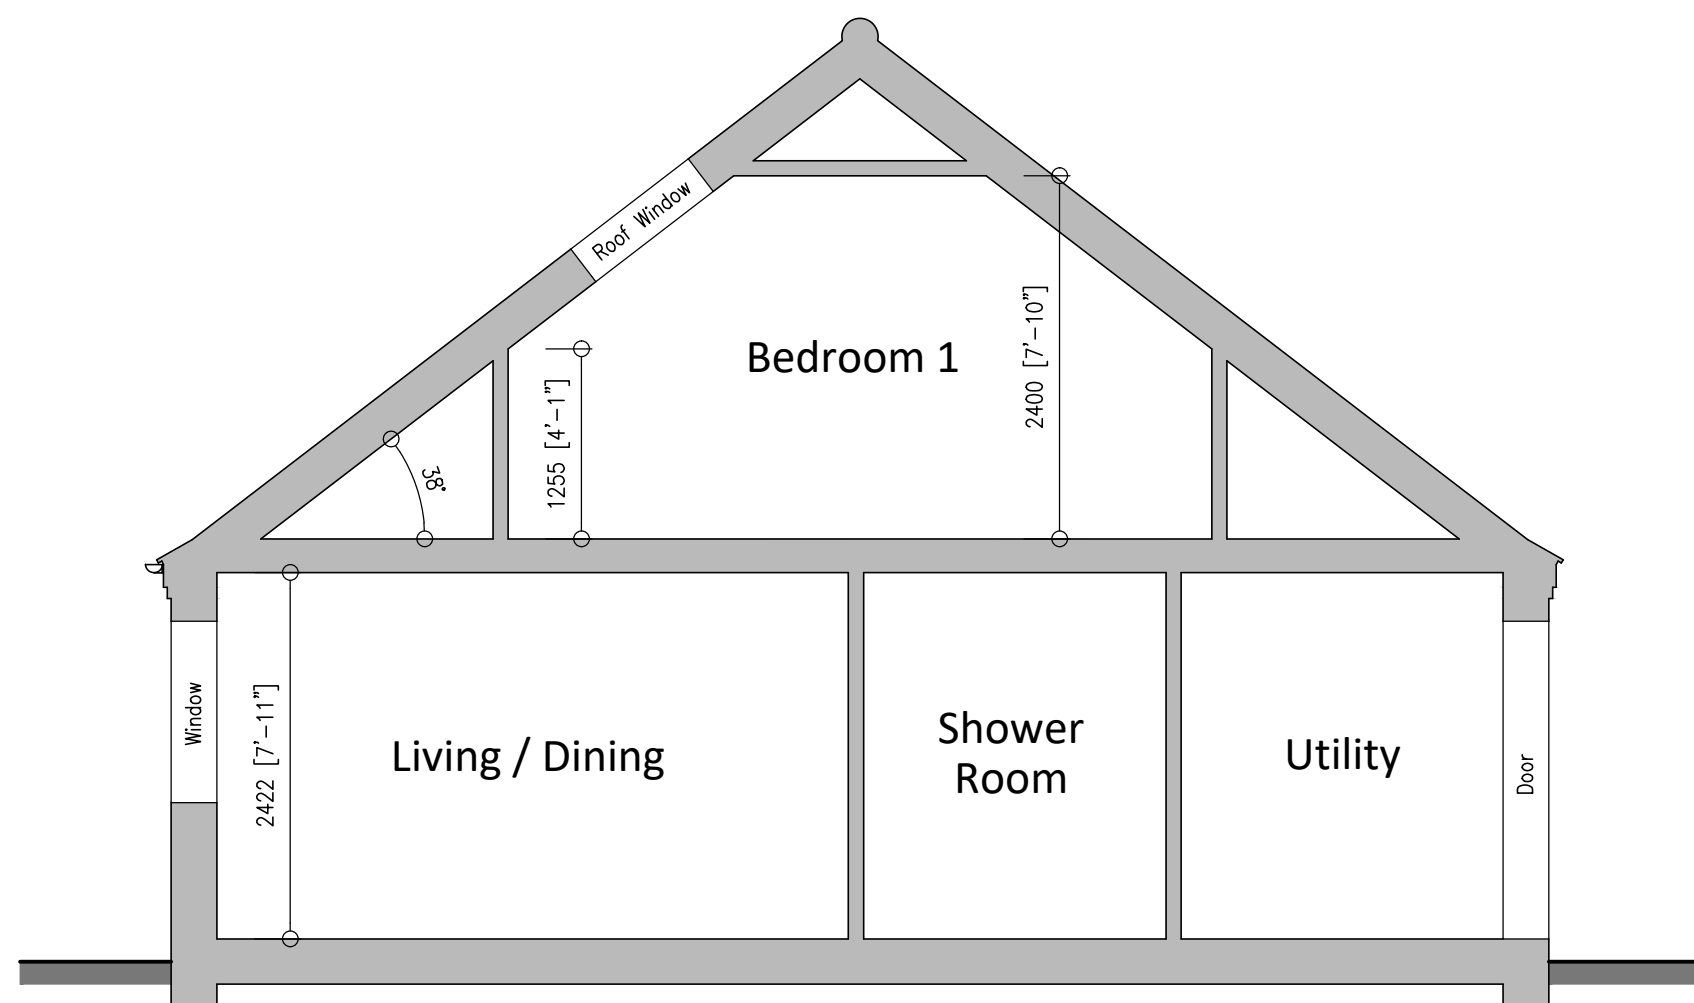 Roof Window
Bedroom 1
2400 [7'-10"]
1255 [4'-1"]
38°
Window
2422 [7'-11"]
Living / Dining
Shower
Room
Utility
Door